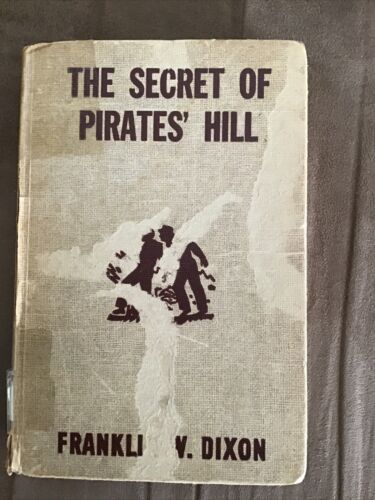 THE SECRET OF
PIRATES' HILL
FRANKLI W. DIXON